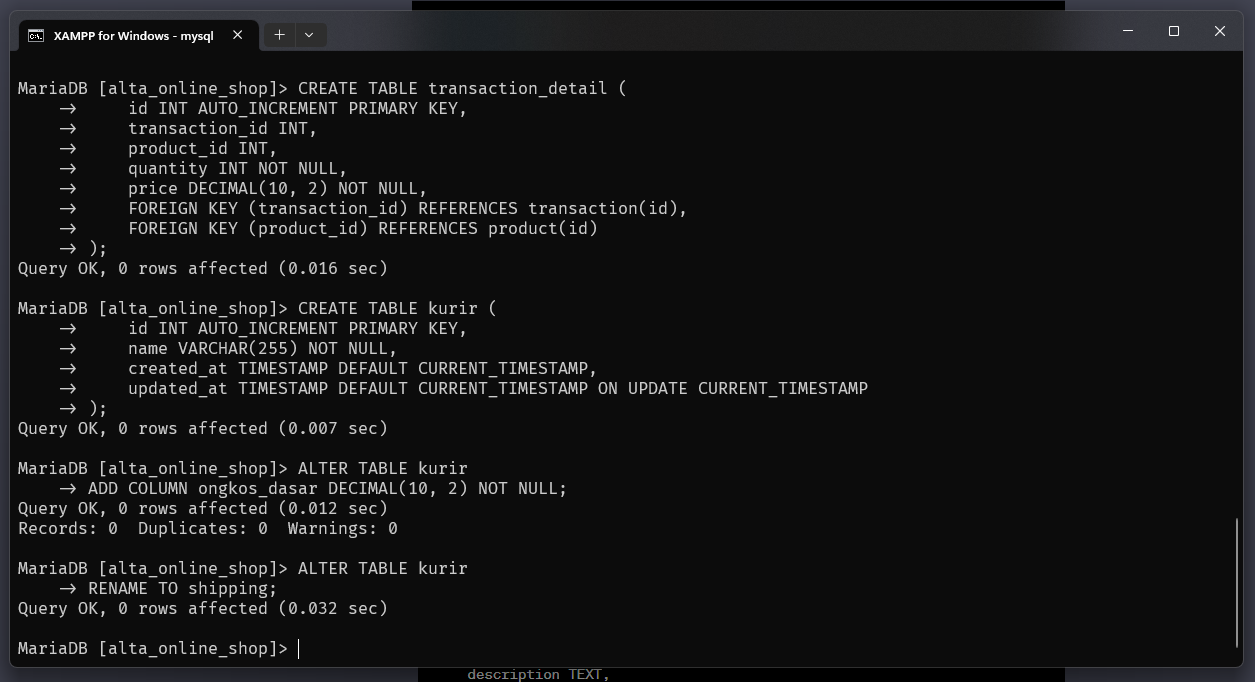 XAMPP for Windows - mysql
MariaDB [alta_online_shop]> CREATE TABLE transaction_detail (
    ->     id INT AUTO_INCREMENT PRIMARY KEY,
    ->     transaction_id INT,
    ->     product_id INT,
    ->     quantity INT NOT NULL,
    ->     price DECIMAL(10, 2) NOT NULL,
    ->     FOREIGN KEY (transaction_id) REFERENCES transaction(id),
    ->     FOREIGN KEY (product_id) REFERENCES product(id)
    -> );
Query OK, 0 rows affected (0.016 sec)
MariaDB [alta_online_shop]> CREATE TABLE kurir (
    ->     id INT AUTO_INCREMENT PRIMARY KEY,
    ->     name VARCHAR(255) NOT NULL,
    ->     created_at TIMESTAMP DEFAULT CURRENT_TIMESTAMP,
    ->     updated_at TIMESTAMP DEFAULT CURRENT_TIMESTAMP ON UPDATE CURRENT_TIMESTAMP
    -> );
Query OK, 0 rows affected (0.007 sec)
MariaDB [alta_online_shop]> ALTER TABLE kurir
    -> ADD COLUMN ongkos_dasar DECIMAL(10, 2) NOT NULL;
Query OK, 0 rows affected (0.012 sec)
Records: 0  Duplicates: 0  Warnings: 0
MariaDB [alta_online_shop]> ALTER TABLE kurir
    -> RENAME TO shipping;
Query OK, 0 rows affected (0.032 sec)
MariaDB [alta_online_shop]>
description TEXT,